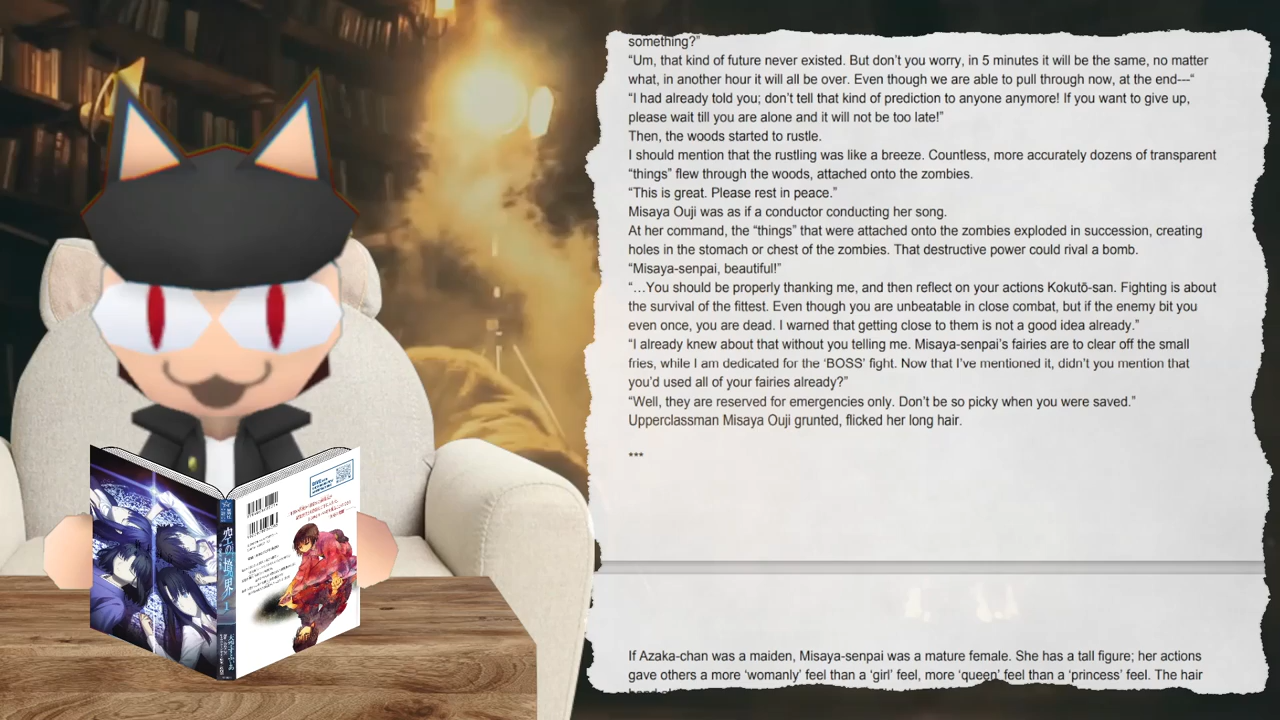 something?”
“Um, that kind of future never existed. But don’t you worry, in 5 minutes it will be the same, no matter
what, in another hour it will all be over. Even though we are able to pull through now, at the end---“
“I had already told you; don’t tell that kind of prediction to anyone anymore! If you want to give up,
please wait till you are alone and it will not be too late!”
Then, the woods started to rustle.
I should mention that the rustling was like a breeze. Countless, more accurately dozens of transparent
“things” flew through the woods, attached onto the zombies.
“This is great. Please rest in peace.”
Misaya Ouji was as if a conductor conducting her song.
At her command, the “things” that were attached onto the zombies exploded in succession, creating
holes in the stomach or chest of the zombies. That destructive power could rival a bomb.
“Misaya-senpai, beautiful!”
“…You should be properly thanking me, and then reflect on your actions Kokutō-san. Fighting is about
the survival of the fittest. Even though you are unbeatable in close combat, but if the enemy bit you
even once, you are dead. I warned that getting close to them is not a good idea already.”
“I already knew about that without you telling me. Misaya-senpai’s fairies are to clear off the small
fries, while I am dedicated for the ‘BOSS’ fight. Now that I’ve mentioned it, didn’t you mention that
you’d used all of your fairies already?”
“Well, they are reserved for emergencies only. Don’t be so picky when you were saved.”
Upperclassman Misaya Ouji grunted, flicked her long hair.
***
If Azaka-chan was a maiden, Misaya-senpai was a mature female. She has a tall figure; her actions
gave others a more ‘womanly’ feel than a ‘girl’ feel, more ‘queen’ feel than a ‘princess’ feel. The hair
空の境界